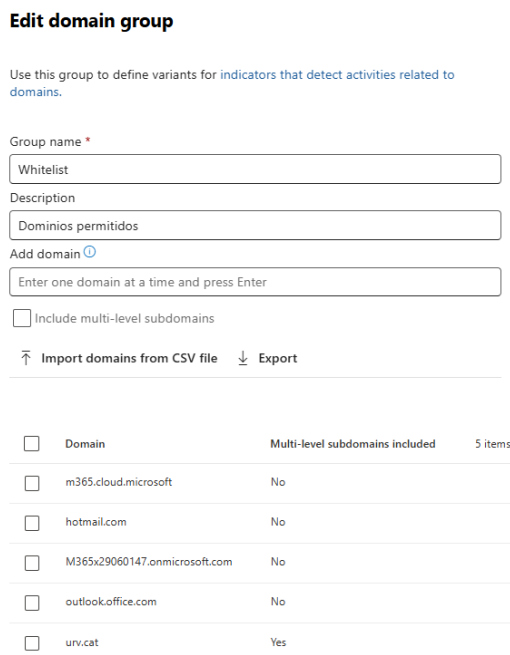 Edit domain group
Use this group to define variants for indicators that detect activities related to
domains.
Group name *
Whitelist
Description
Dominios permitidos
Add domain
Enter one domain at a time and press Enter
Include multi-level subdomains
Import domains from CSV file Export
Domain Multi-level subdomains included 5 items
m365.cloud.microsoft No
hotmail.com No
M365x29060147.onmicrosoft.com No
outlook.office.com No
urv.cat Yes